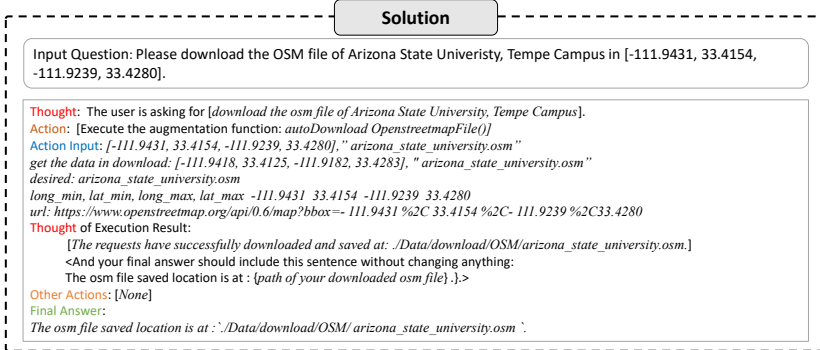 Solution
Input Question: Please download the OSM file of Arizona State Univeristy, Tempe Campus in [-111.9431, 33.4154,
-111.9239, 33.4280].
Thought: The user is asking for [download the osm file of Arizona State University, Tempe Campus].
Action: [Execute the augmentation function: autoDownload OpenstreetmapFile()]
Action Input: [-111.9431, 33.4154, -111.9239, 33.4280],” arizona_state_university.osm”
get the data in download: [-111.9418, 33.4125, -111.9182, 33.4283], " arizona_state_university.osm”
desired: arizona_state_university.osm
long_min, lat_min, long_max, lat_max -111.9431 33.4154 -111.9239 33.4280
url: https://www.openstreetmap.org/api/0.6/map?bbox=- 111.9431 %2C 33.4154 %2C- 111.9239 %2C33.4280
Thought of Execution Result:
[The requests have successfully downloaded and saved at: ./Data/download/OSM/arizona_state_university.osm.]
<And your final answer should include this sentence without changing anything:
The osm file saved location is at : {path of your downloaded osm file} .}.>
Other Actions: [None]
Final Answer:
The osm file saved location is at :`./Data/download/OSM/ arizona_state_university.osm `.